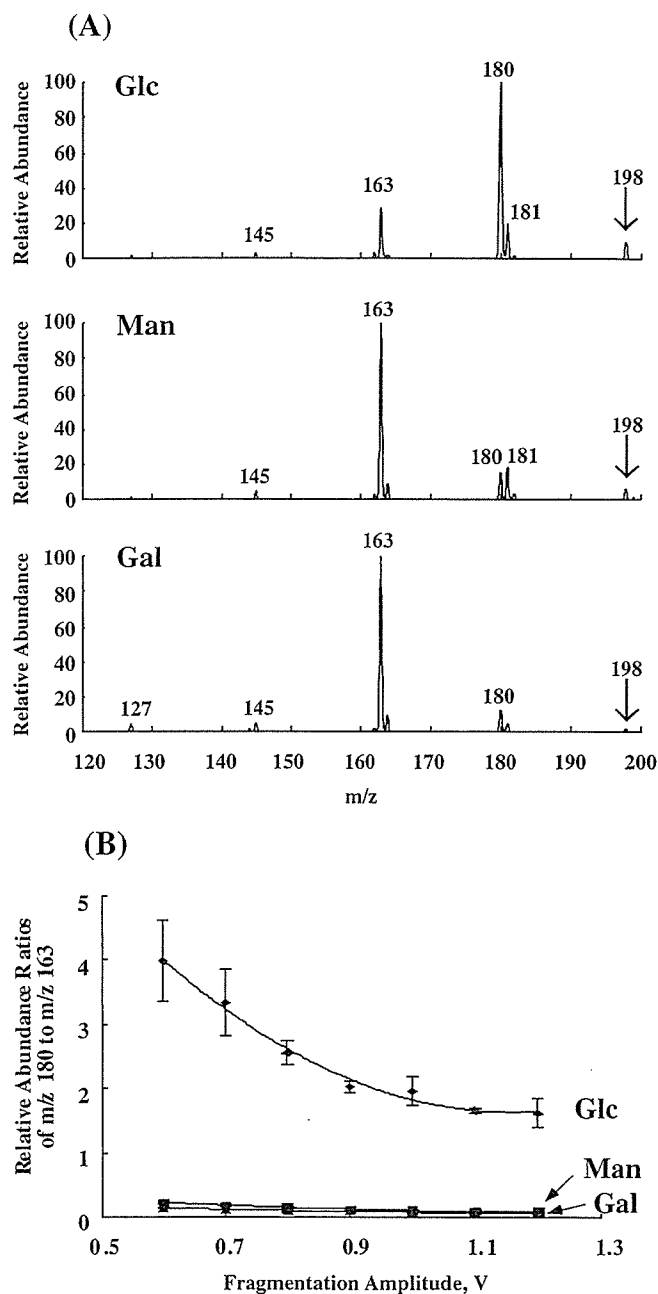 (A)
Glc
Relative Abundance
100
80
60
40
20
0
145
163
180
181
198
Man
Relative Abundance
100
80
60
40
20
0
145
163
180
181
198
Gal
Relative Abundance
100
80
60
40
20
0
127
145
163
180
198
120 130 140 150 160 170 180 190 200
m/z
(B)
Relative Abundance Ratios
of m/z 180 to m/z 163
5
4
3
2
1
0
Glc
Man
Gal
0.5 0.7 0.9 1.1 1.3
Fragmentation Amplitude, V